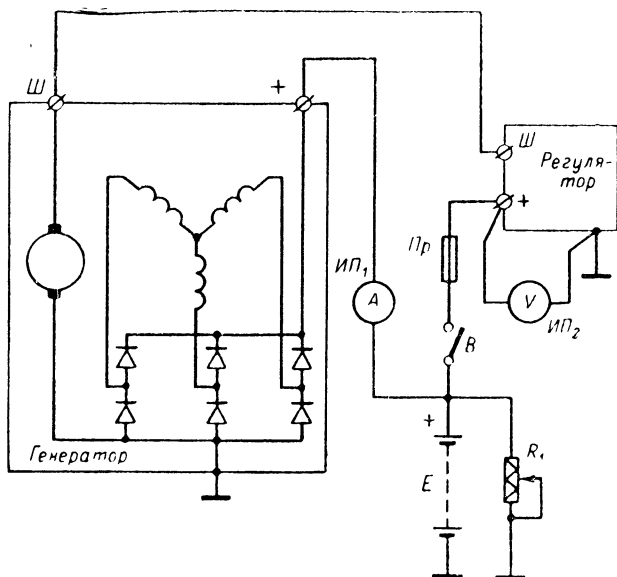 Ш
+
Ш
Регуля-
тор
+
Пр
ИП₁
A
V
ИП₂
В
+
Генератор
E
R₁